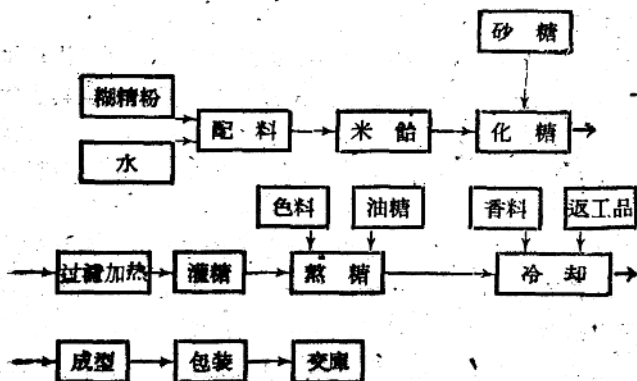 砂糖
糊精粉
配料
米饴
化糖
水
色料
油糖
香料
返工品
过滤加热
灌糖
熬糖
冷却
成型
包装
变库